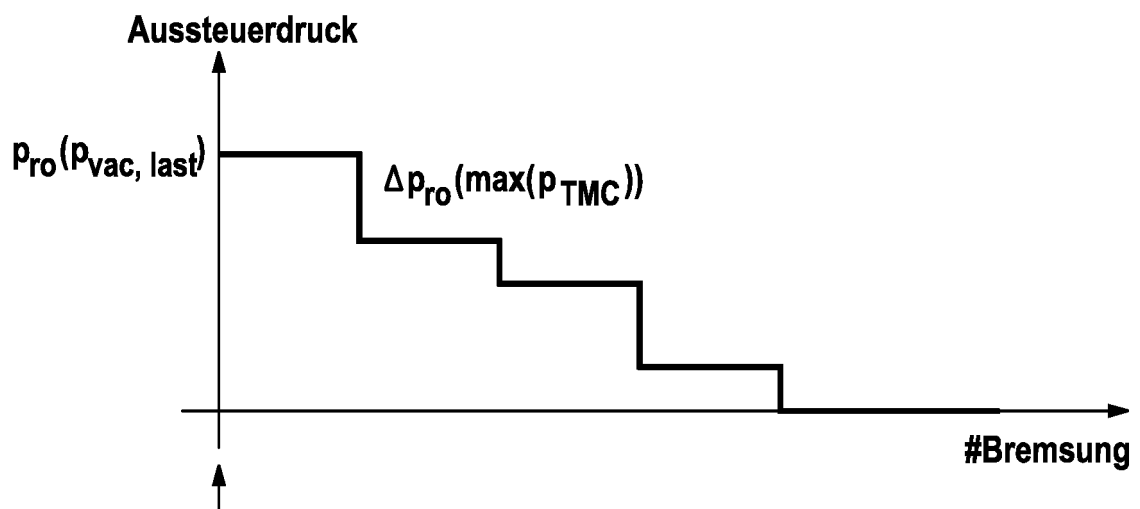 Aussteuerdruck
p_ro(p_vac, last)
Δp_ro(max(p_TMC))
#Bremsung